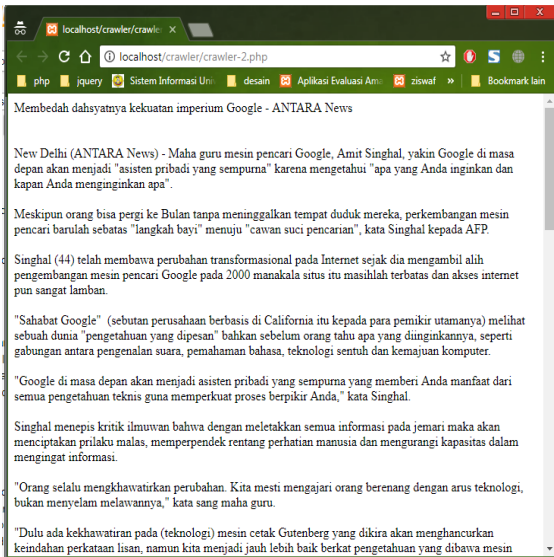 localhost/crawler/crawle
localhost/crawler/crawler-2.php
php jquery Sistem Informasi Uni desain Aplikasi Evaluasi Ama ziswaf » Bookmark lain
Membedah dahsyatnya kekuatan imperium Google - ANTARA News
New Delhi (ANTARA News) - Maha guru mesin pencari Google, Amit Singhal, yakin Google di masa
depan akan menjadi "asisten pribadi yang sempurna" karena mengetahui "apa yang Anda inginkan dan
kapan Anda menginginkan apa".
Meskipun orang bisa pergi ke Bulan tanpa meninggalkan tempat duduk mereka, perkembangan mesin
pencari barulah sebatas "langkah bayi" menuju "cawan suci pencarian", kata Singhal kepada AFP.
Singhal (44) telah membawa perubahan transformasional pada Internet sejak dia mengambil alih
pengembangan mesin pencari Google pada 2000 manakala situs itu masihlah terbatas dan akses internet
pun sangat lamban.
"Sahabat Google" (sebutan perusahaan berbasis di California itu kepada para pemikir utamanya) melihat
sebuah dunia "pengetahuan yang dipesan" bahkan sebelum orang tahu apa yang diinginkannya, seperti
gabungan antara pengenalan suara, pemahaman bahasa, teknologi sentuh dan kemajuan komputer.
"Google di masa depan akan menjadi asisten pribadi yang sempurna yang memberi Anda manfaat dari
semua pengetahuan teknis guna memperkuat proses berpikir Anda," kata Singhal.
Singhal menepis kritik ilmuwan bahwa dengan meletakkan semua informasi pada jemari maka akan
menciptakan prilaku malas, memperpendek rentang perhatian manusia dan mengurangi kapasitas dalam
mengingat informasi.
"Orang selalu mengkhawatirkan perubahan. Kita mesti mengajari orang berenang dengan arus teknologi,
bukan menyelam melawannya," kata sang maha guru.
"Dulu ada kekhawatiran pada (teknologi) mesin cetak Gutenberg yang dikira akan menghancurkan
keindahan perkataan lisan, namun kita menjadi jauh lebih baik berkat pengetahuan yang dibawa mesin